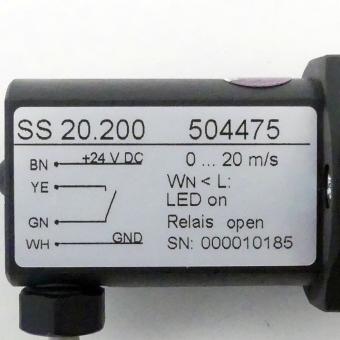 SS 20.200 504475
BN +24 V DC 0 ... 20 m/s
YE WN < L:
LED on
GN Relais open
WH GND SN: 000010185